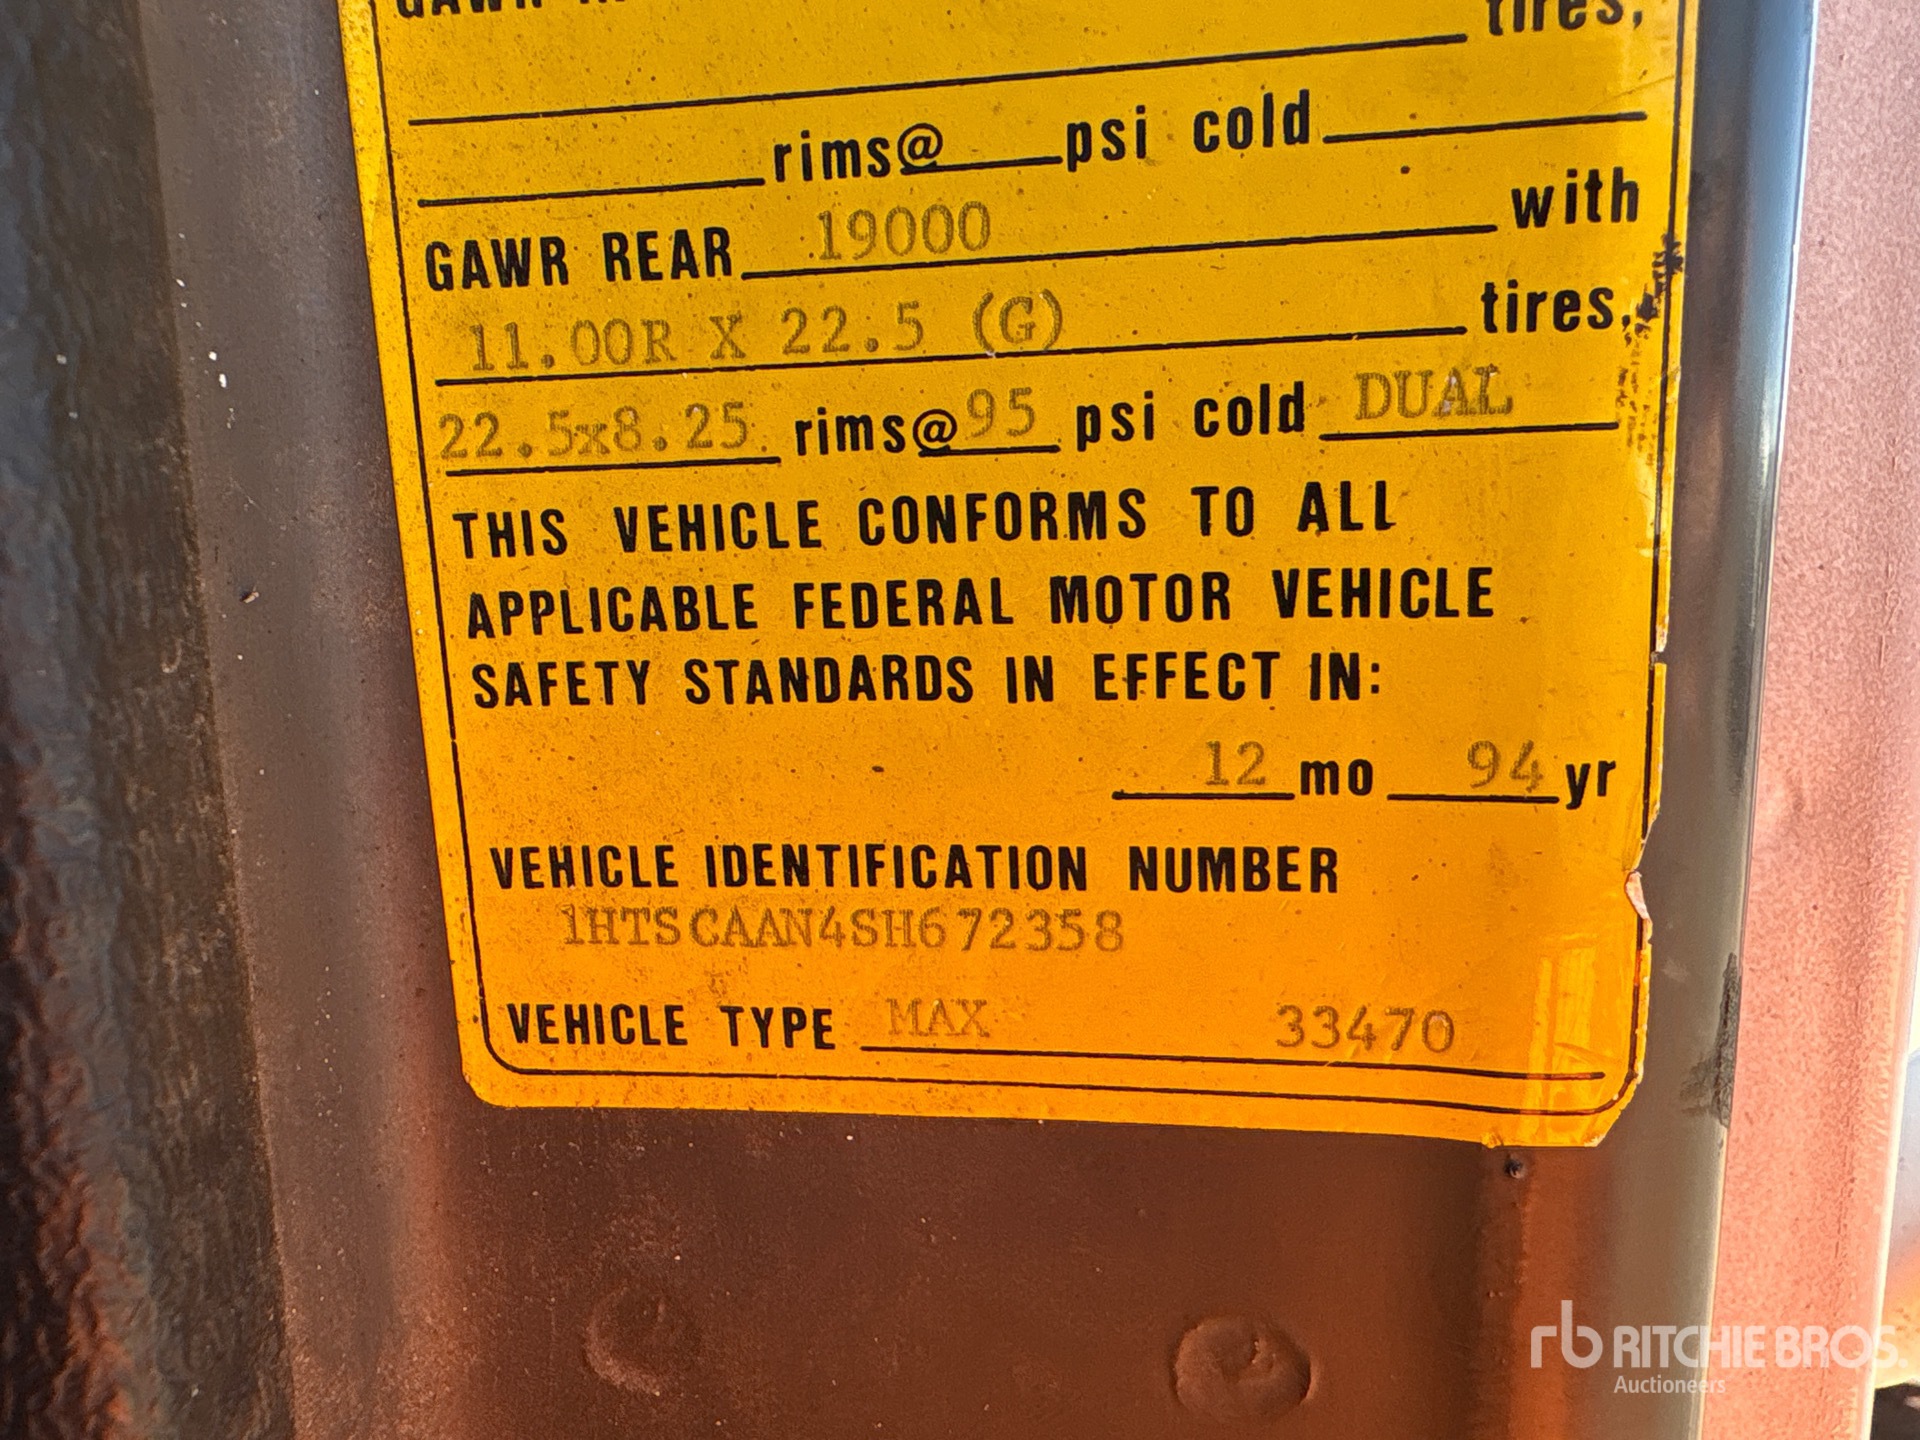 GAWR
tires,
rims@ psi cold
GAWR REAR 19000 with
11.00R X 22.5 (G) tires,
22.5x8.25 rims@ 95 psi cold DUAL
THIS VEHICLE CONFORMS TO ALL
APPLICABLE FEDERAL MOTOR VEHICLE
SAFETY STANDARDS IN EFFECT IN:
12 mo 94 yr
VEHICLE IDENTIFICATION NUMBER
1HTSCAAN4SH672358
VEHICLE TYPE MAX 33470
rb RITCHIE BROS.
Auctioneers